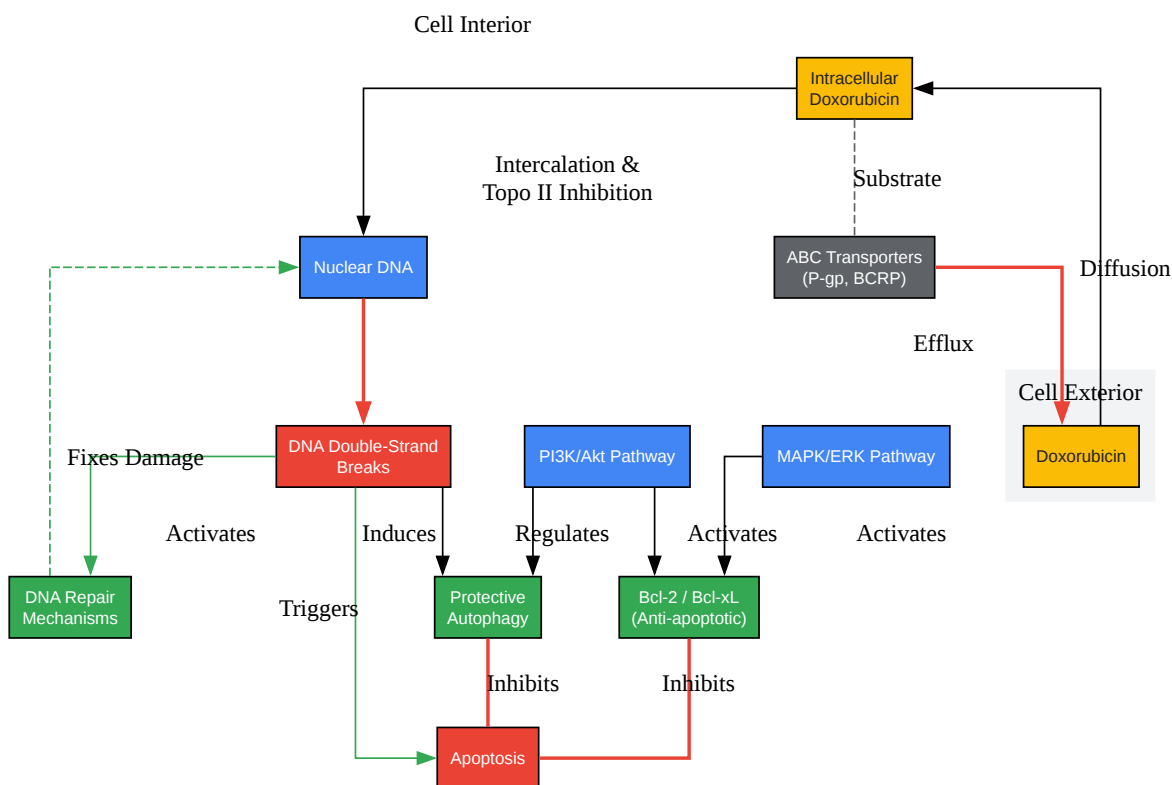 Cell Interior
Intracellular
Doxorubicin
Intercalation &
Topo II Inhibition
Substrate
Nuclear DNA
ABC Transporters
(P-gp, BCRP)
Diffusion
Efflux
Cell Exterior
DNA Double-Strand
Breaks
PI3K/Akt Pathway
MAPK/ERK Pathway
Doxorubicin
Fixes Damage
Activates
Induces
Regulates
Activates
Activates
DNA Repair
Mechanisms
Triggers
Protective
Autophagy
Bcl-2 / Bcl-xL
(Anti-apoptotic)
Inhibits
Inhibits
Apoptosis